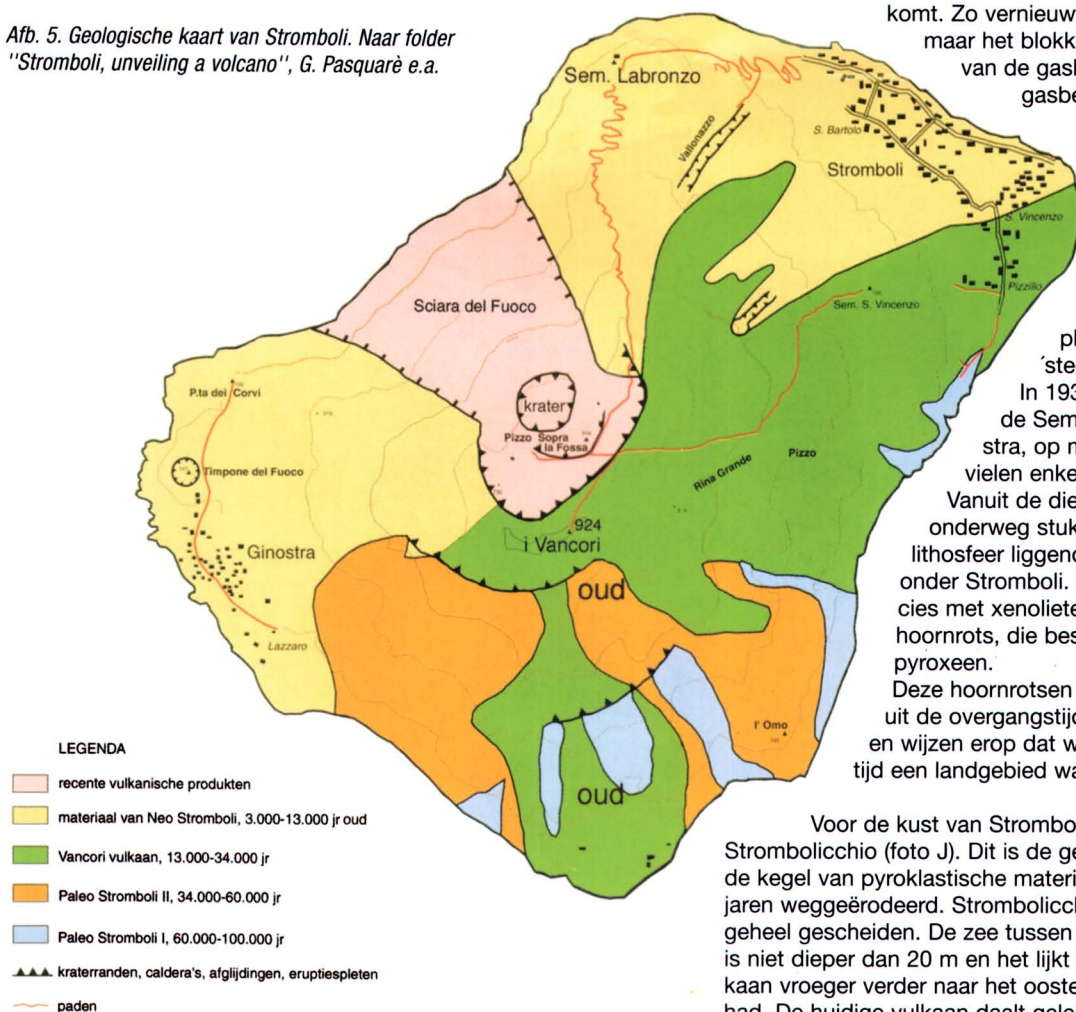 Afb. 5. Geologische kaart van Stromboli. Naar folder
"Stromboli, unveiling a volcano", G. Pasquarè e.a.
Sem. Labronzo
Vallonazzo
S. Bartolo
Stromboli
S. Vincenzo
Pizzillo
Sem. S. Vincenzo
Sciara del Fuoco
P.ta dei Corvi
krater
Pizzo Sopra
la Fossa
Timpone del Fuoco
Rina Grande
Pizzo
924
i Vancori
Ginostra
oud
Lazzaro
l' Omo
oud
LEGENDA
recente vulkanische produkten
materiaal van Neo Stromboli, 3.000-13.000 jr oud
Vancori vulkaan, 13.000-34.000 jr
Paleo Stromboli II, 34.000-60.000 jr
Paleo Stromboli I, 60.000-100.000 jr
kraterranden, caldera's, afglijdingen, eruptiespleten
paden
komt. Zo vernieuw
maar het blokk
van de gasl
gasbe
pl
´ste
In 193
de Sem
stra, op n
vielen enke
Vanuit de die
onderweg stuk
lithosfeer liggend
onder Stromboli.
cies met xenoliete
hoornrots, die bes
pyroxeen.
Deze hoornrotsen
uit de overgangstijd
en wijzen erop dat w
tijd een landgebied wa
Voor de kust van Strombo
Strombolicchio (foto J). Dit is de ge
de kegel van pyroklastische materi
jaren weggeërodeerd. Strombolicch
geheel gescheiden. De zee tussen
is niet dieper dan 20 m en het lijkt
kaan vroeger verder naar het ooste
had. De huidige vulkaan daalt gele